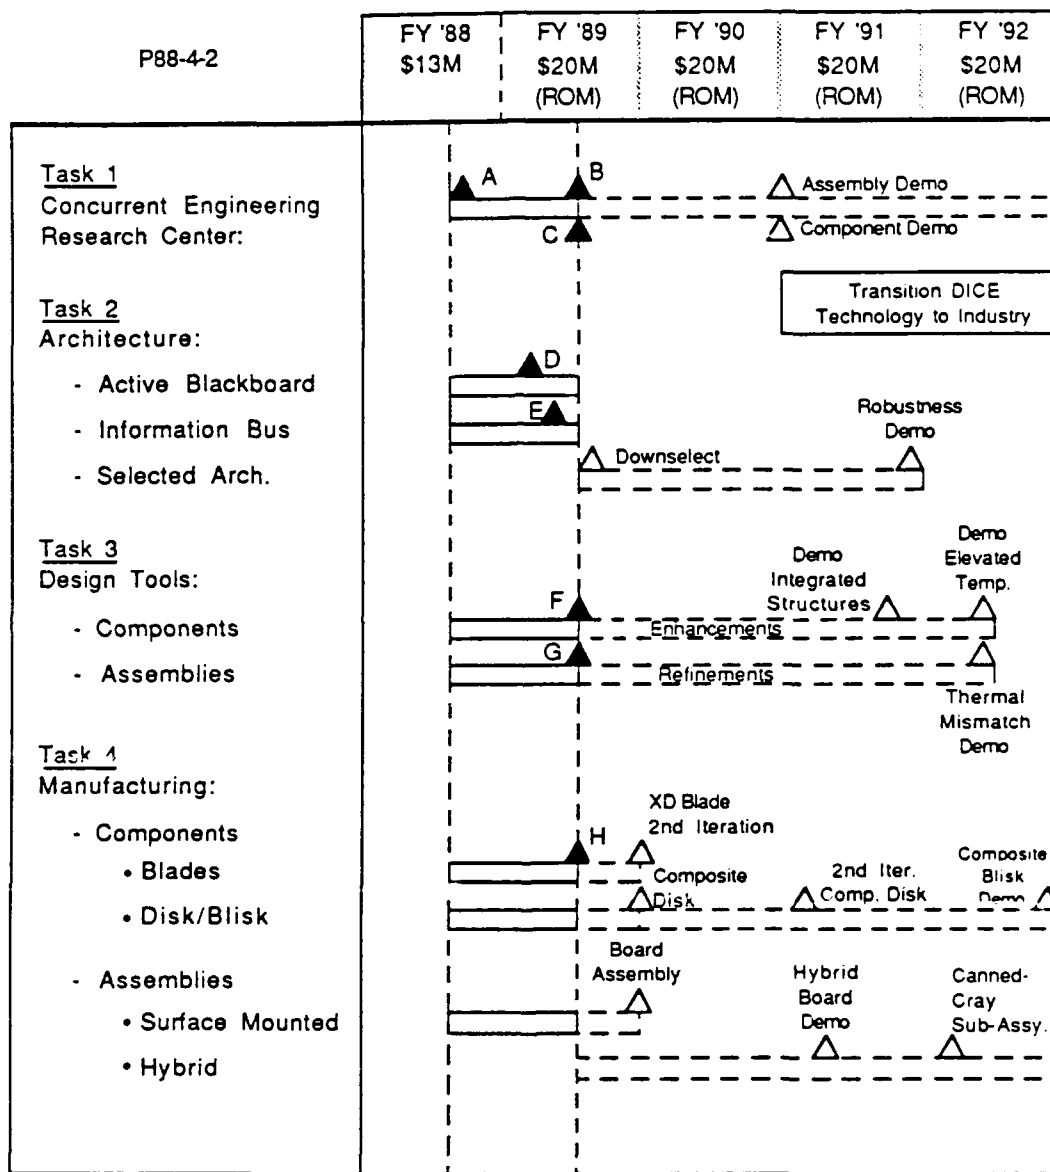 P88-4-2
FY '88
$13M
FY '89
$20M
(ROM)
FY '90
$20M
(ROM)
FY '91
$20M
(ROM)
FY '92
$20M
(ROM)
Task 1
Concurrent Engineering
Research Center:
A
B
C
Assembly Demo
Component Demo
Transition DICE
Technology to Industry
Task 2
Architecture:
- Active Blackboard
D
- Information Bus
E
- Selected Arch.
Downselect
Robustness
Demo
Task 3
Design Tools:
- Components
F
Enhancements
Demo
Integrated
Structures
Demo
Elevated
Temp.
- Assemblies
G
Refinements
Thermal
Mismatch
Demo
Task 4
Manufacturing:
- Components
• Blades
H
XD Blade
2nd Iteration
• Disk/Blisk
Composite
Disk
2nd Iter.
Comp. Disk
Composite
Blisk
Demo
- Assemblies
• Surface Mounted
Board
Assembly
• Hybrid
Hybrid
Board
Demo
Canned-
Cray
Sub-Assy.